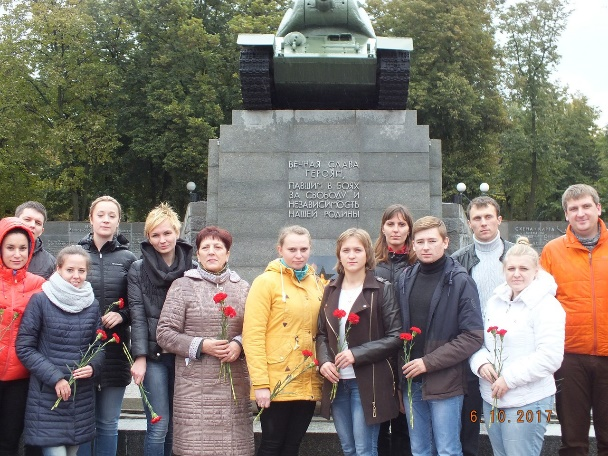 ВЕЧНАЯ СЛАВА
ГЕРОЯМ,
ПАВШИМ В БОЯХ
ЗА СВОБОДУ И
НЕЗАВИСИМОСТЬ
НАШЕЙ РОДИНЫ
6 10 2017